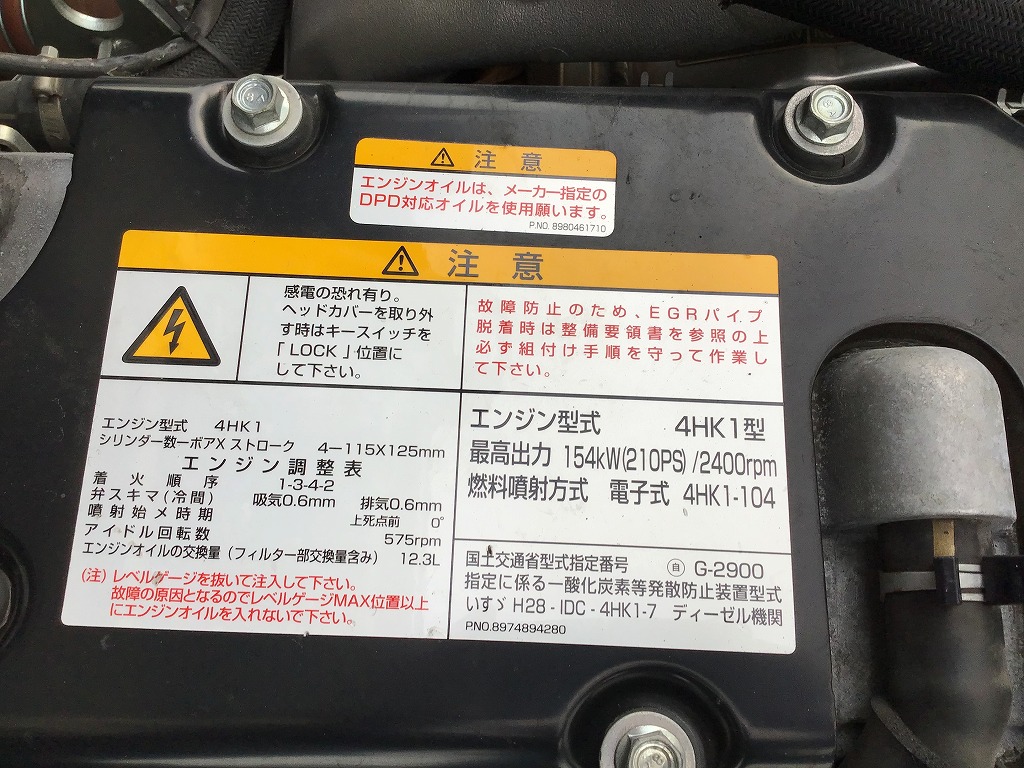 注意
エンジンオイルは、メーカー指定の
DPD対応オイルを使用願います。
P.NO. 8980461710
注意
感電の恐れ有り。
ヘッドカバーを取り外
す時はキースイッチを
「LOCK」位置に
して下さい。
故障防止のため、EGRパイプ
脱着時は整備要領書を参照の上
必ず組付け手順を守って作業し
て下さい。
エンジン型式 4HK1
シリンダー数ーボアX ストローク 4ー115X125mm
エンジン調整表
着火順序 1-3-4-2
弁スキマ(冷間) 吸気0.6mm 排気0.6mm
噴射始メ時期 上死点前 0°
アイドル回転数 575rpm
エンジンオイルの交換量(フィルター部交換量含み) 12.3L
(注)レベルゲージを抜いて注入して下さい。
故障の原因となるのでレベルゲージMAX位置以上
にエンジンオイルを入れないで下さい。
エンジン型式 4HK1型
最高出力 154kW(210PS)/2400rpm
燃料噴射方式 電子式 4HK1-104
国土交通省型式指定番号 自 G-2900
指定に係る一酸化炭素等発散防止装置型式
いすゞ H28-IDC-4HK1-7 ディーゼル機関
P.NO.8974894280